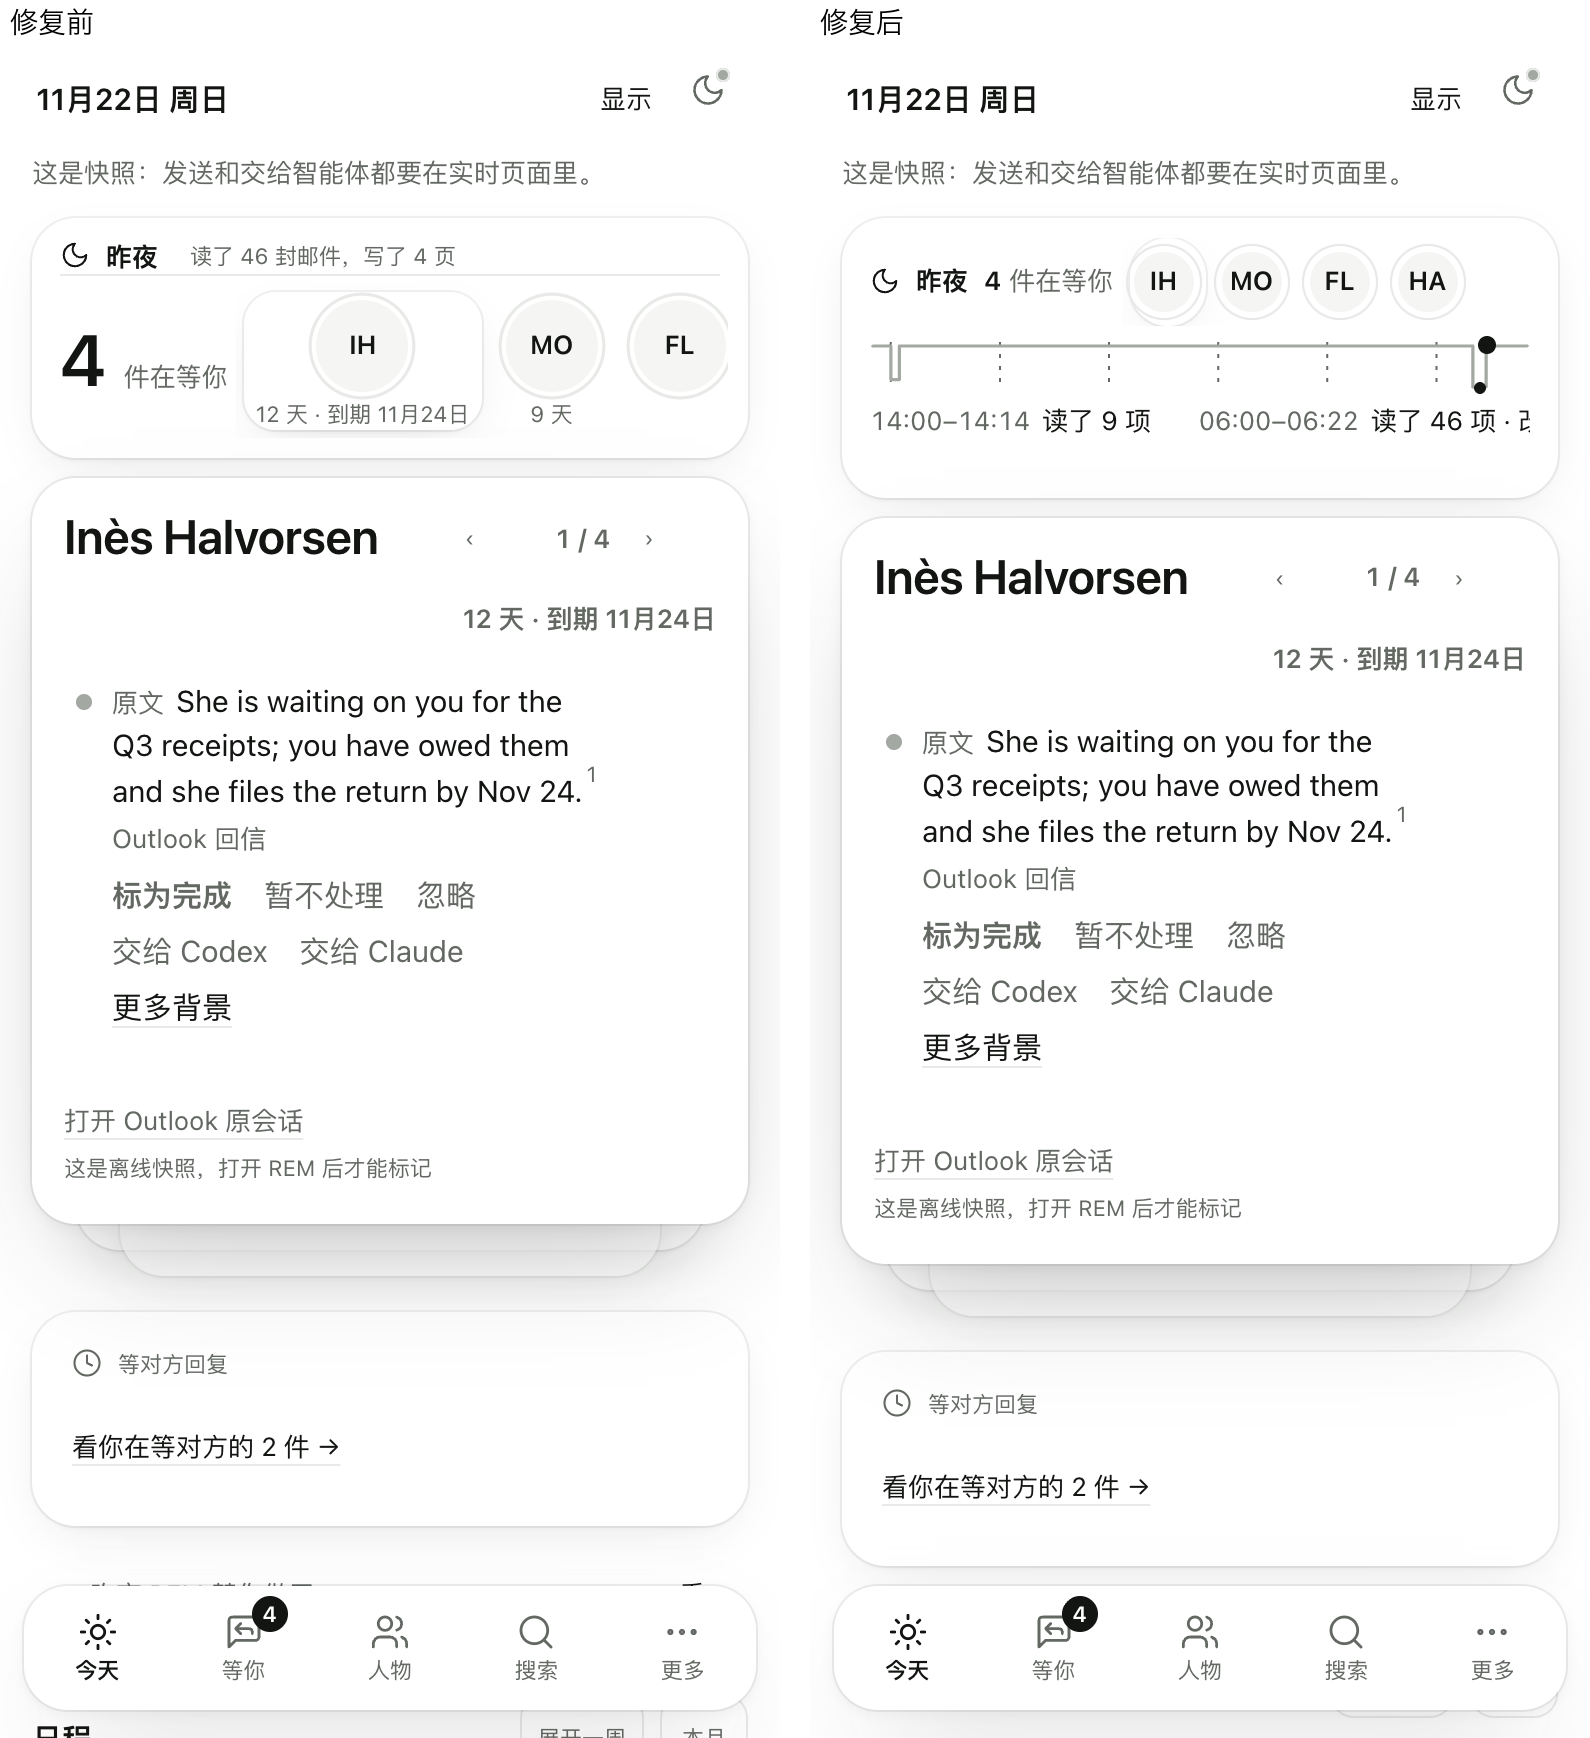 修复前
11月22日 周日
显示
这是快照：发送和交给智能体都要在实时页面里。
昨夜 读了 46 封邮件，写了 4 页
4 件在等你
IH
MO
FL
12 天 · 到期 11月24日
9 天
Inès Halvorsen
‹ 1 / 4 ›
12 天 · 到期 11月24日
原文 She is waiting on you for the
Q3 receipts; you have owed them
and she files the return by Nov 24. 1
Outlook 回信
标为完成 暂不处理 忽略
交给 Codex 交给 Claude
更多背景
打开 Outlook 原会话
这是离线快照，打开 REM 后才能标记
等对方回复
看你在等对方的 2 件 →
4
今天
等你
人物
搜索
更多
日程
展开一周
本月
修复后
11月22日 周日
显示
这是快照：发送和交给智能体都要在实时页面里。
昨夜 4 件在等你
IH
MO
FL
HA
14:00–14:14 读了 9 项
06:00–06:22 读了 46 项 ·
Inès Halvorsen
‹ 1 / 4 ›
12 天 · 到期 11月24日
原文 She is waiting on you for the
Q3 receipts; you have owed them
and she files the return by Nov 24. 1
Outlook 回信
标为完成 暂不处理 忽略
交给 Codex 交给 Claude
更多背景
打开 Outlook 原会话
这是离线快照，打开 REM 后才能标记
等对方回复
看你在等对方的 2 件 →
4
今天
等你
人物
搜索
更多